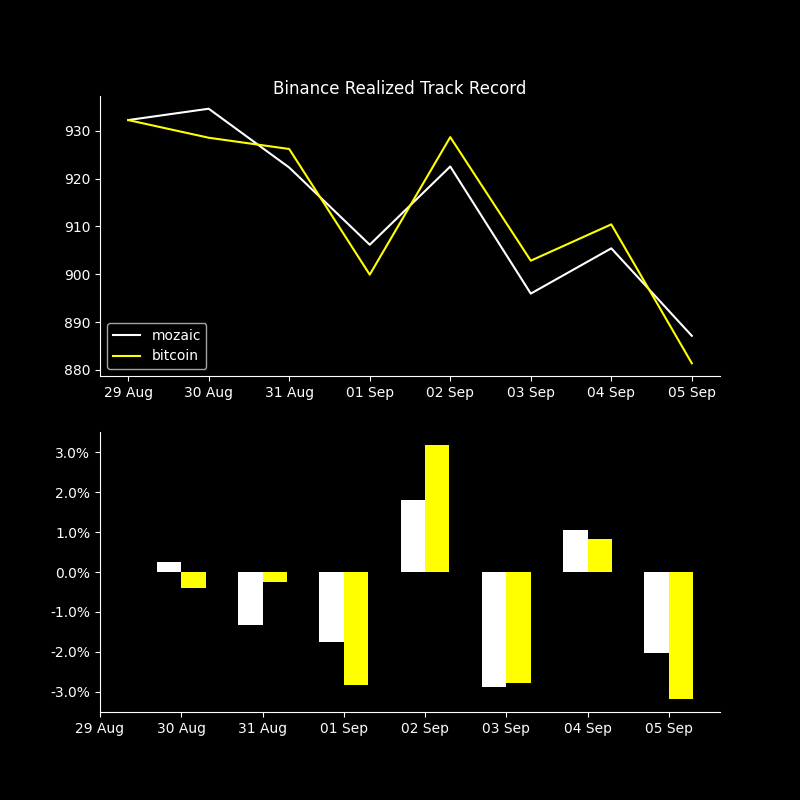 Binance Realized Track Record
930
920
910
900
890
880
mozaic
bitcoin
29 Aug 30 Aug 31 Aug 01 Sep 02 Sep 03 Sep 04 Sep 05 Sep
3.0%
2.0%
1.0%
0.0%
-1.0%
-2.0%
-3.0%
29 Aug 30 Aug 31 Aug 01 Sep 02 Sep 03 Sep 04 Sep 05 Sep